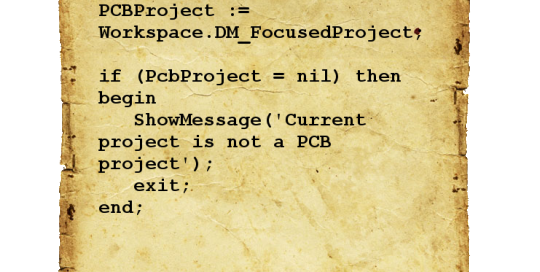 PCBProject :=
Workspace.DM_FocusedProject;
if (PcbProject = nil) then
begin
ShowMessage('Current
project is not a PCB
project');
exit;
end;